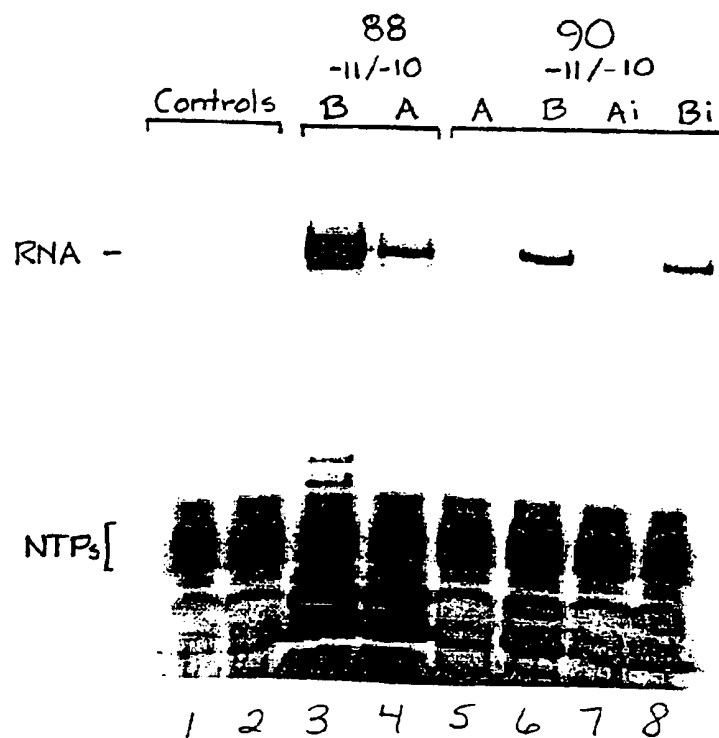 88 90
-11/-10 -11/-10
Controls B A A B Ai Bi
RNA -
NTPs[
1 2 3 4 5 6 7 8